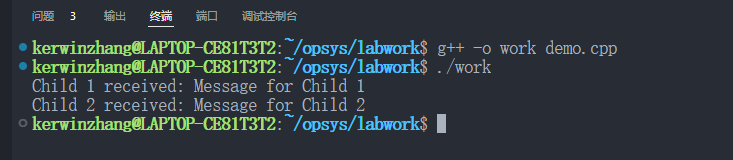 问题 3 输出 终端 端口 调试控制台
kerwinzhang@LAPTOP-CE81T3T2:~/opsys/labwork$ g++ -o work demo.cpp
kerwinzhang@LAPTOP-CE81T3T2:~/opsys/labwork$ ./work
Child 1 received: Message for Child 1
Child 2 received: Message for Child 2
kerwinzhang@LAPTOP-CE81T3T2:~/opsys/labwork$